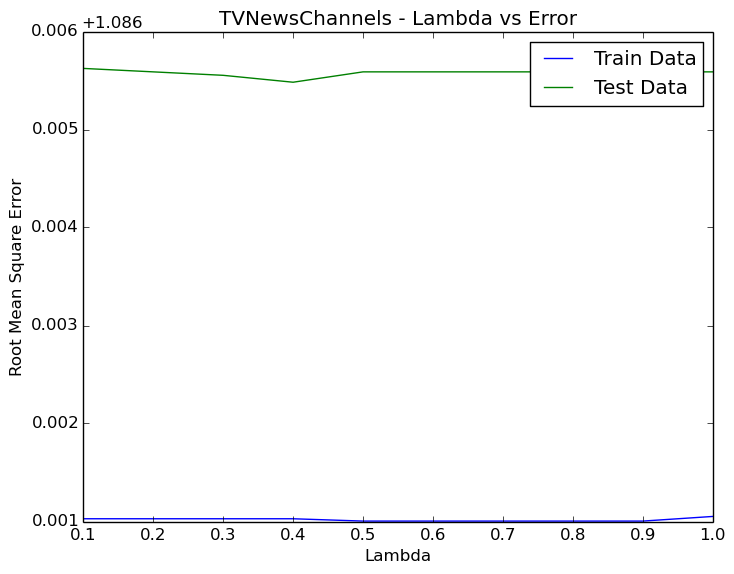 TVNewsChannels - Lambda vs Error
+1.086
0.006
0.005
0.004
0.003
0.002
0.001
Root Mean Square Error
Train Data
Test Data
0.1 0.2 0.3 0.4 0.5 0.6 0.7 0.8 0.9 1.0
Lambda